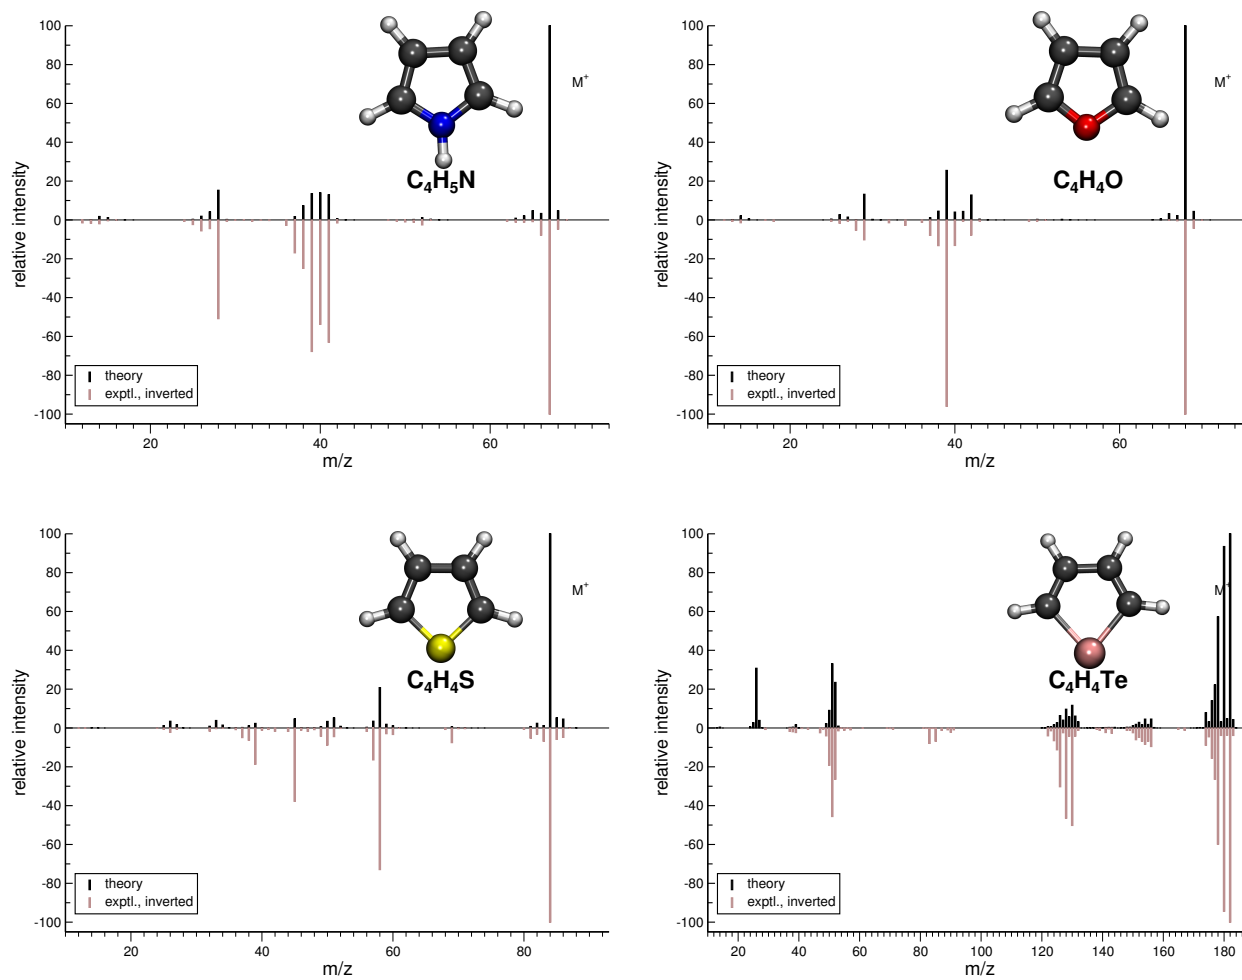 100
80
60
40
20
0
-20
-40
-60
-80
-100
relative intensity
M+
C4H5N
theory
exptl., inverted
20
40
60
m/z
100
80
60
40
20
0
-20
-40
-60
-80
-100
relative intensity
M+
C4H4O
theory
exptl., inverted
20
40
60
m/z
100
80
60
40
20
0
-20
-40
-60
-80
-100
relative intensity
M+
C4H4S
theory
exptl., inverted
20
40
60
80
m/z
100
80
60
40
20
0
-20
-40
-60
-80
-100
relative intensity
M+
C4H4Te
theory
exptl., inverted
20
40
60
80
100
120
140
160
180
m/z